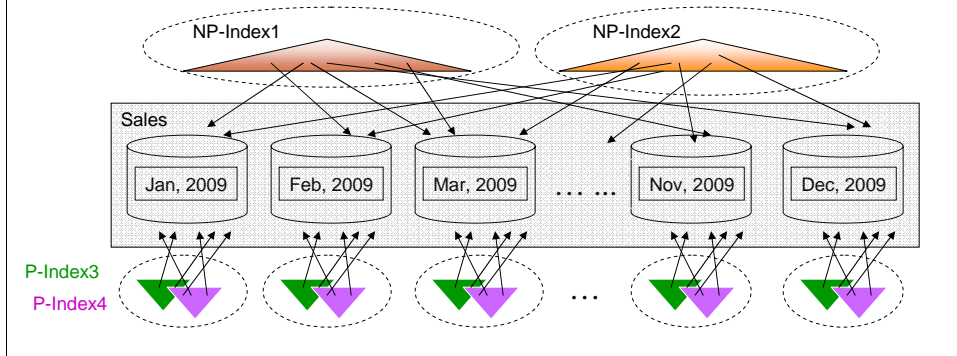 NP-Index1
NP-Index2
Sales
Jan, 2009
Feb, 2009
Mar, 2009
... ...
Nov, 2009
Dec, 2009
P-Index3
P-Index4
...